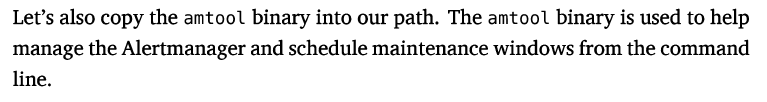 Let’s also copy the amtool binary into our path. The amtool binary is used to help
manage the Alertmanager and schedule maintenance windows from the command
line.